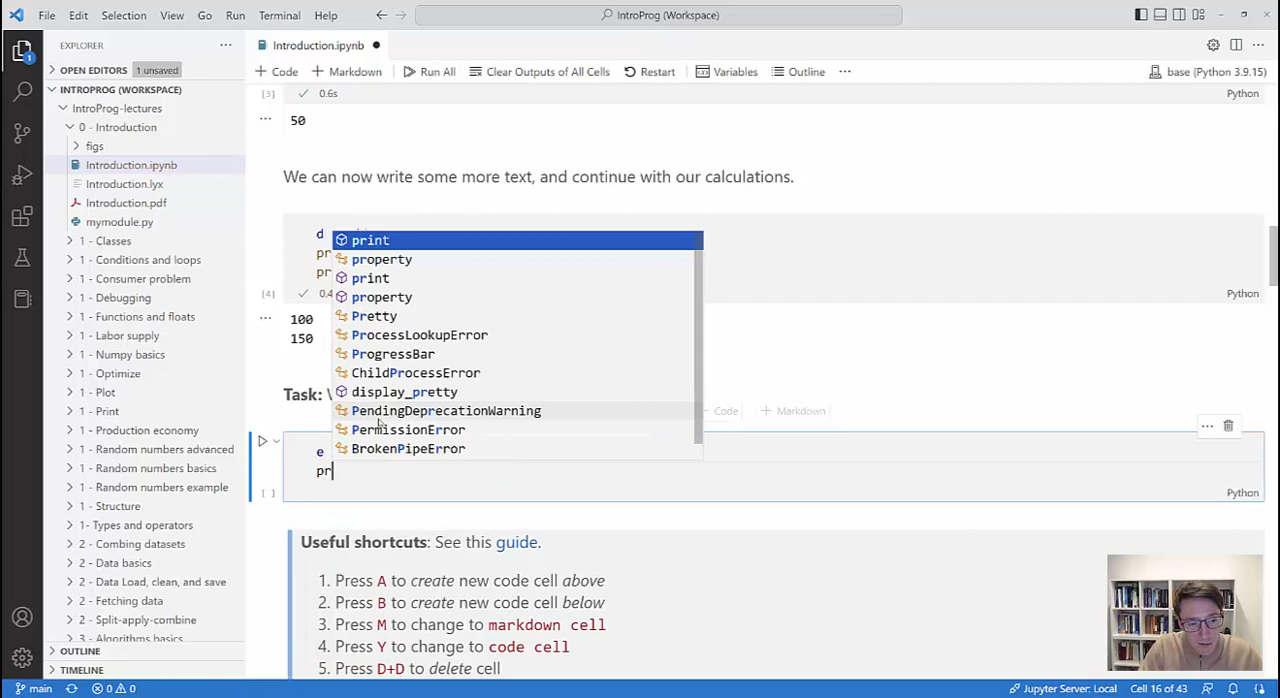 File Edit Selection View Go Run Terminal Help IntroProg (Workspace)
EXPLORER
Introduction.ipynb
OPEN EDITORS 1 unsaved
Code Markdown Run All Clear Outputs of All Cells Restart Variables Outline base (Python 3.9.15)
INTROPROG (WORKSPACE)
IntroProg-lectures
0 - Introduction
figs
Introduction.ipynb
Introduction.lyx
Introduction.pdf
mymodule.py
1 - Classes
1 - Conditions and loops
1 - Consumer problem
1 - Debugging
1 - Functions and floats
1 - Labor supply
1 - Numpy basics
1 - Optimize
1 - Plot
1 - Print
1 - Production economy
1 - Random numbers advanced
1 - Random numbers basics
1 - Random numbers example
1 - Structure
1- Types and operators
2 - Combing datasets
2 - Data basics
2 - Data Load, clean, and save
2 - Fetching data
2 - Split-apply-combine
3 - Algorithms basics
OUTLINE
TIMELINE
[3] 0.6s Python
50
We can now write some more text, and continue with our calculations.
d
pr
pr
[4] 0.4 Python
100
150
Task:
Code Markdown
print
property
print
property
Pretty
ProcessLookupError
ProgressBar
ChildProcessError
display_pretty
PendingDeprecationWarning
PermissionError
BrokenPipeError
e
pr
[ ] Python
Useful shortcuts: See this guide.
1. Press A to create new code cell above
2. Press B to create new code cell below
3. Press M to change to markdown cell
4. Press Y to change to code cell
5. Press D+D to delete cell
main 0 0 Jupyter Server: Local Cell 16 of 43